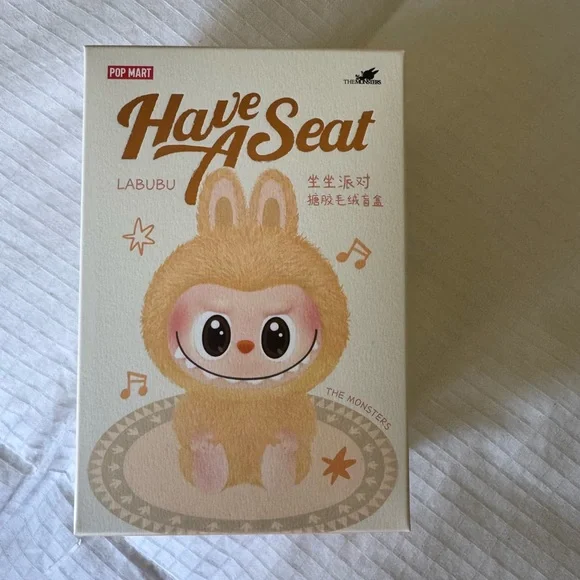 POP MART
THE MONSTERS
Have
A Seat
LABUBU
坐坐派对
搪胶毛绒盲盒
THE MONSTERS